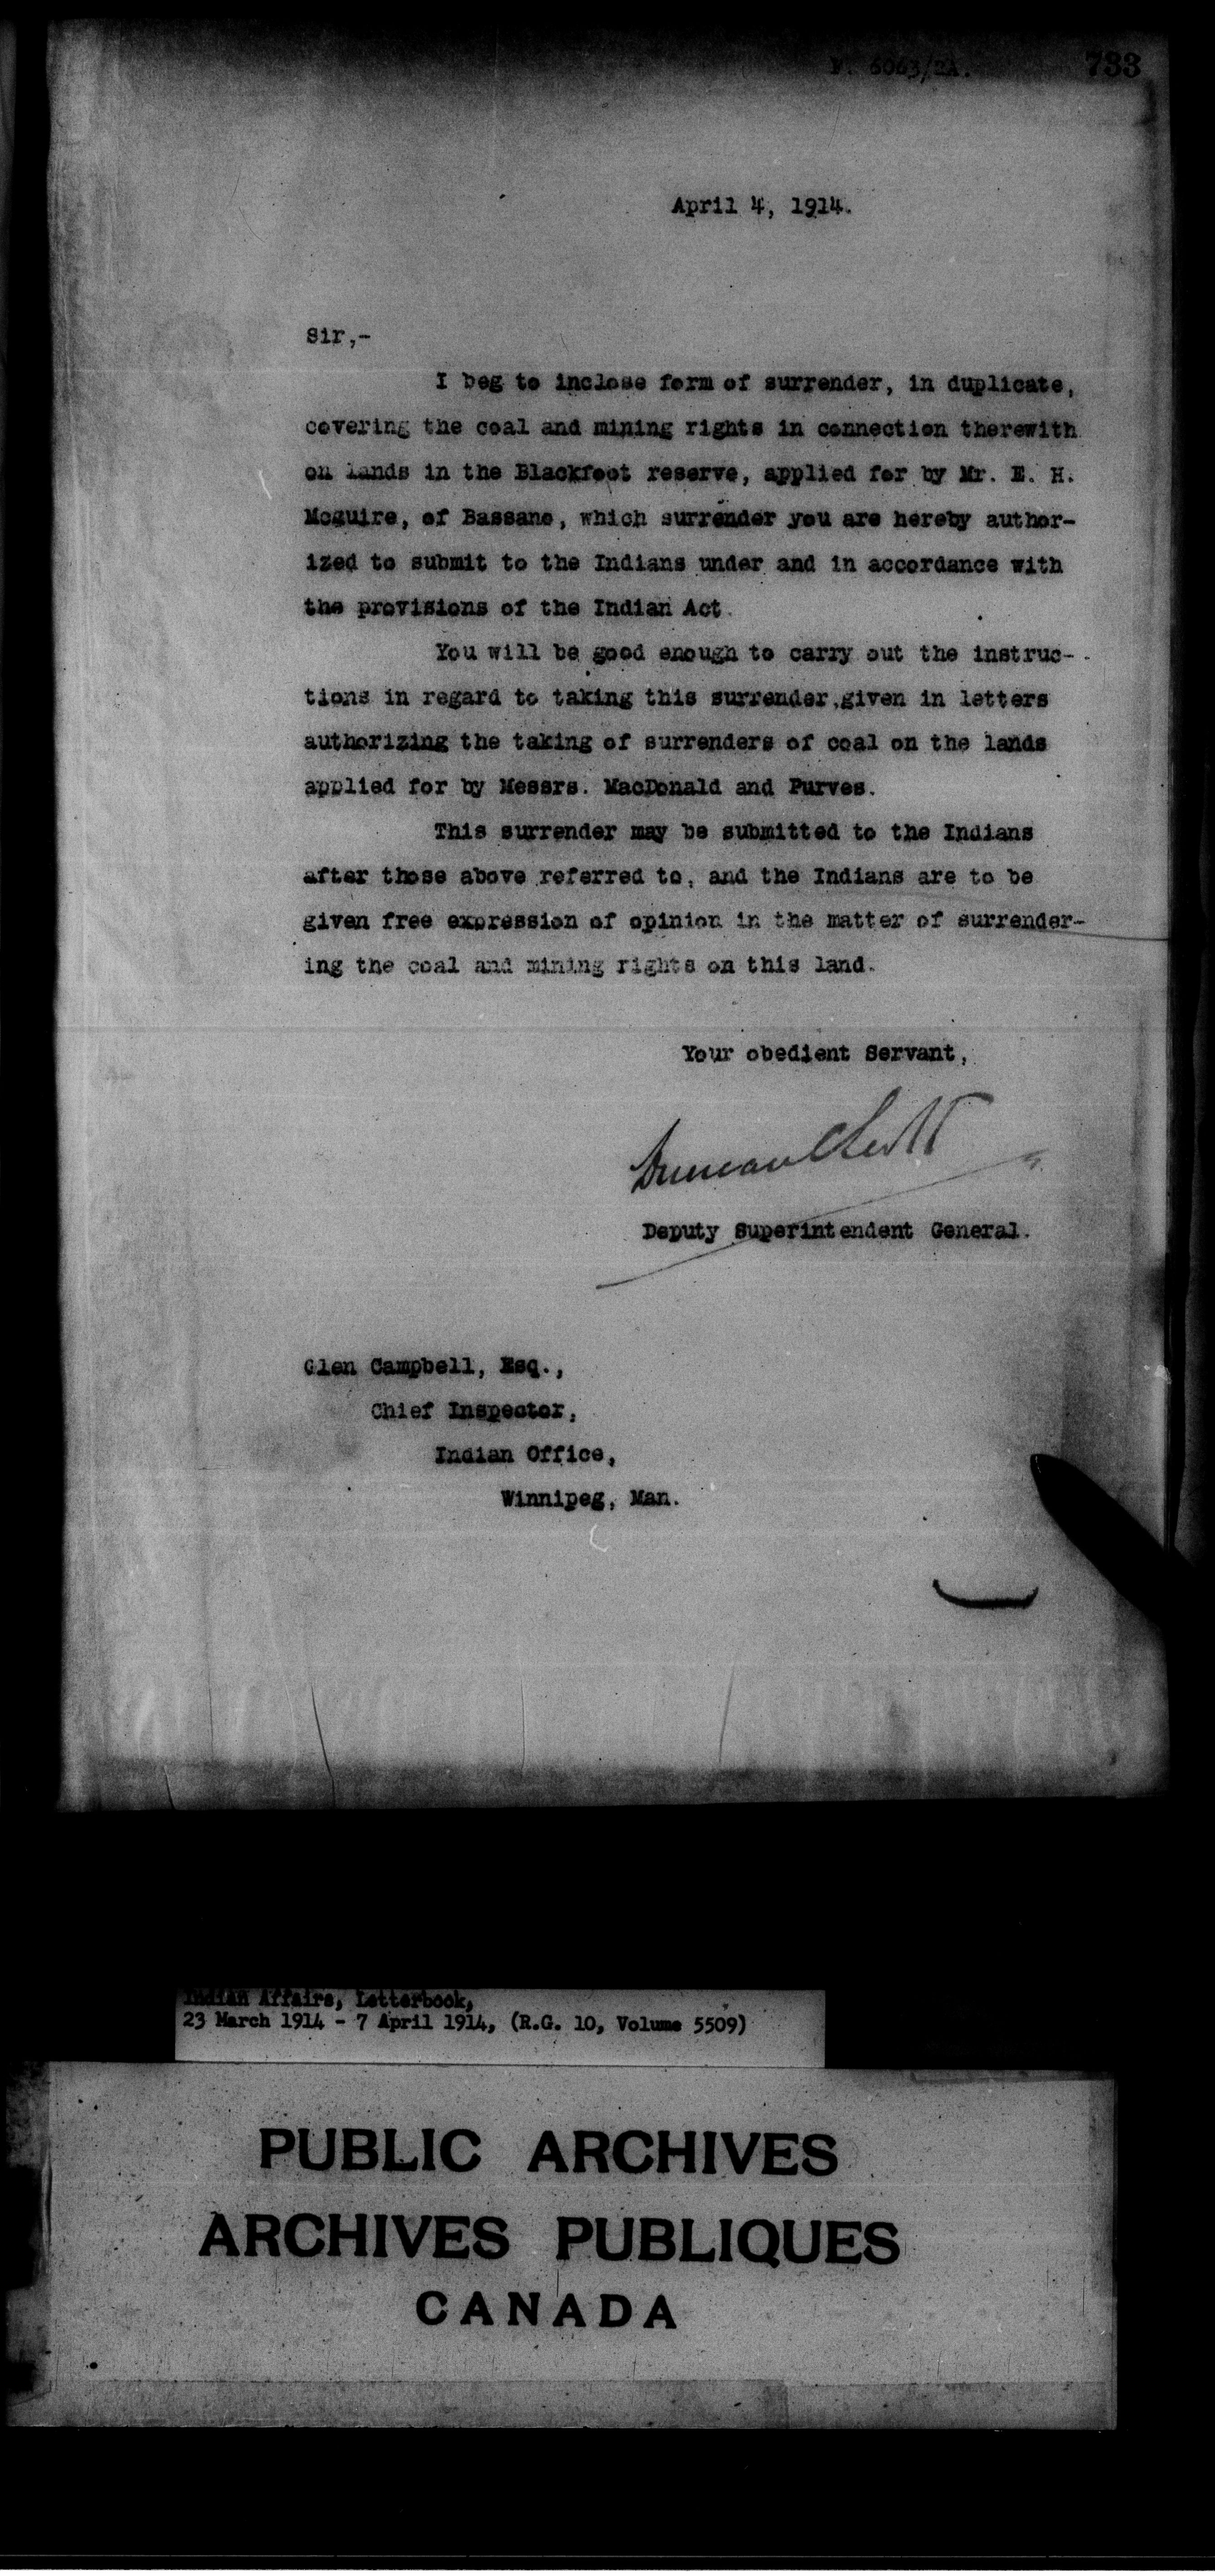 F. 6063/2A. 733
April 4, 1914.
Sir,-
I beg to inclose form of surrender, in duplicate,
covering the coal and mining rights in connection therewith
on lands in the Blackfoot reserve, applied for by Mr. E. H.
Mcguire, of Bassano, which surrender you are hereby author-
ized to submit to the Indians under and in accordance with
the provisions of the Indian Act.
You will be good enough to carry out the instruc-
tions in regard to taking this surrender,given in letters
authorizing the taking of surrenders of coal on the lands
applied for by Messrs. MacDonald and Purves.
This surrender may be submitted to the Indians
after those above referred to, and the Indians are to be
given free expression of opinion in the matter of surrender-
ing the coal and mining rights on this land.
Your obedient Servant,
Duncan C Scott
Deputy Superintendent General.
Glen Campbell, Esq.,
Chief Inspector,
Indian Office,
Winnipeg, Man.
Indian Affairs, Letterbook,
23 March 1914 - 7 April 1914, (R.G. 10, Volume 5509)
PUBLIC ARCHIVES
ARCHIVES PUBLIQUES
CANADA